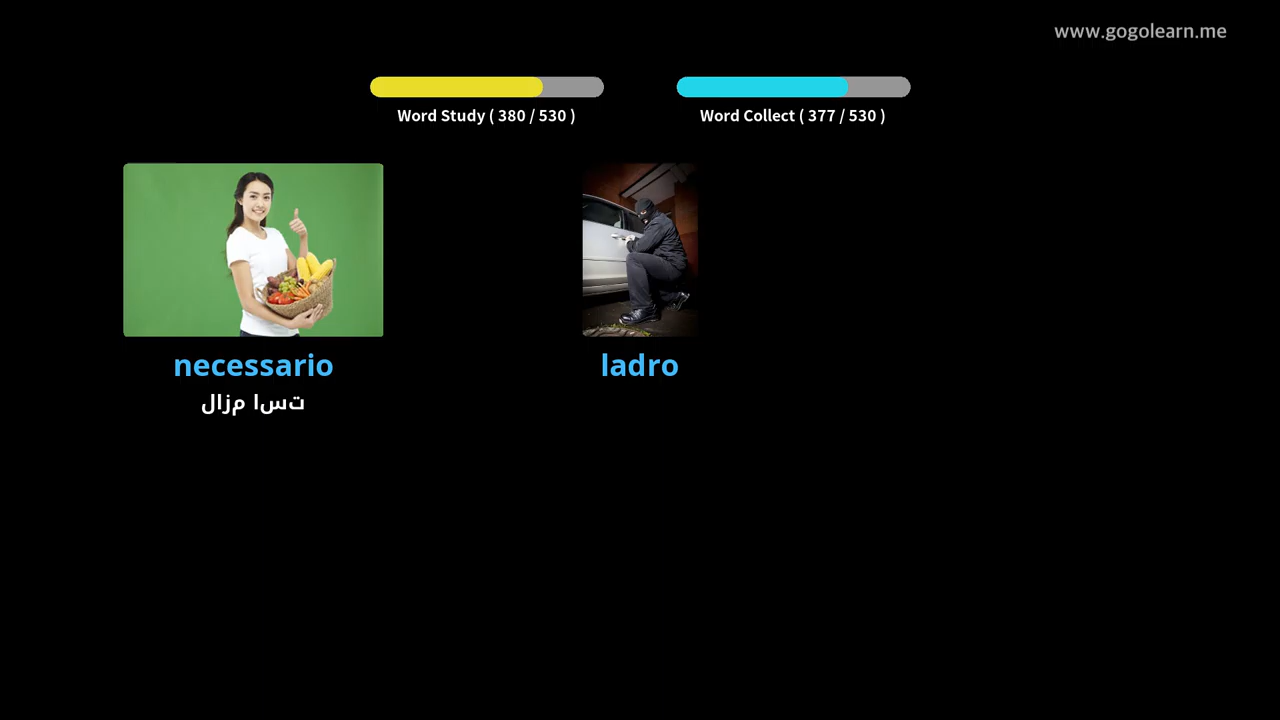 www.gogolearn.me
Word Study ( 380 / 530 )
Word Collect ( 377 / 530 )
necessario
ladro
لازم است